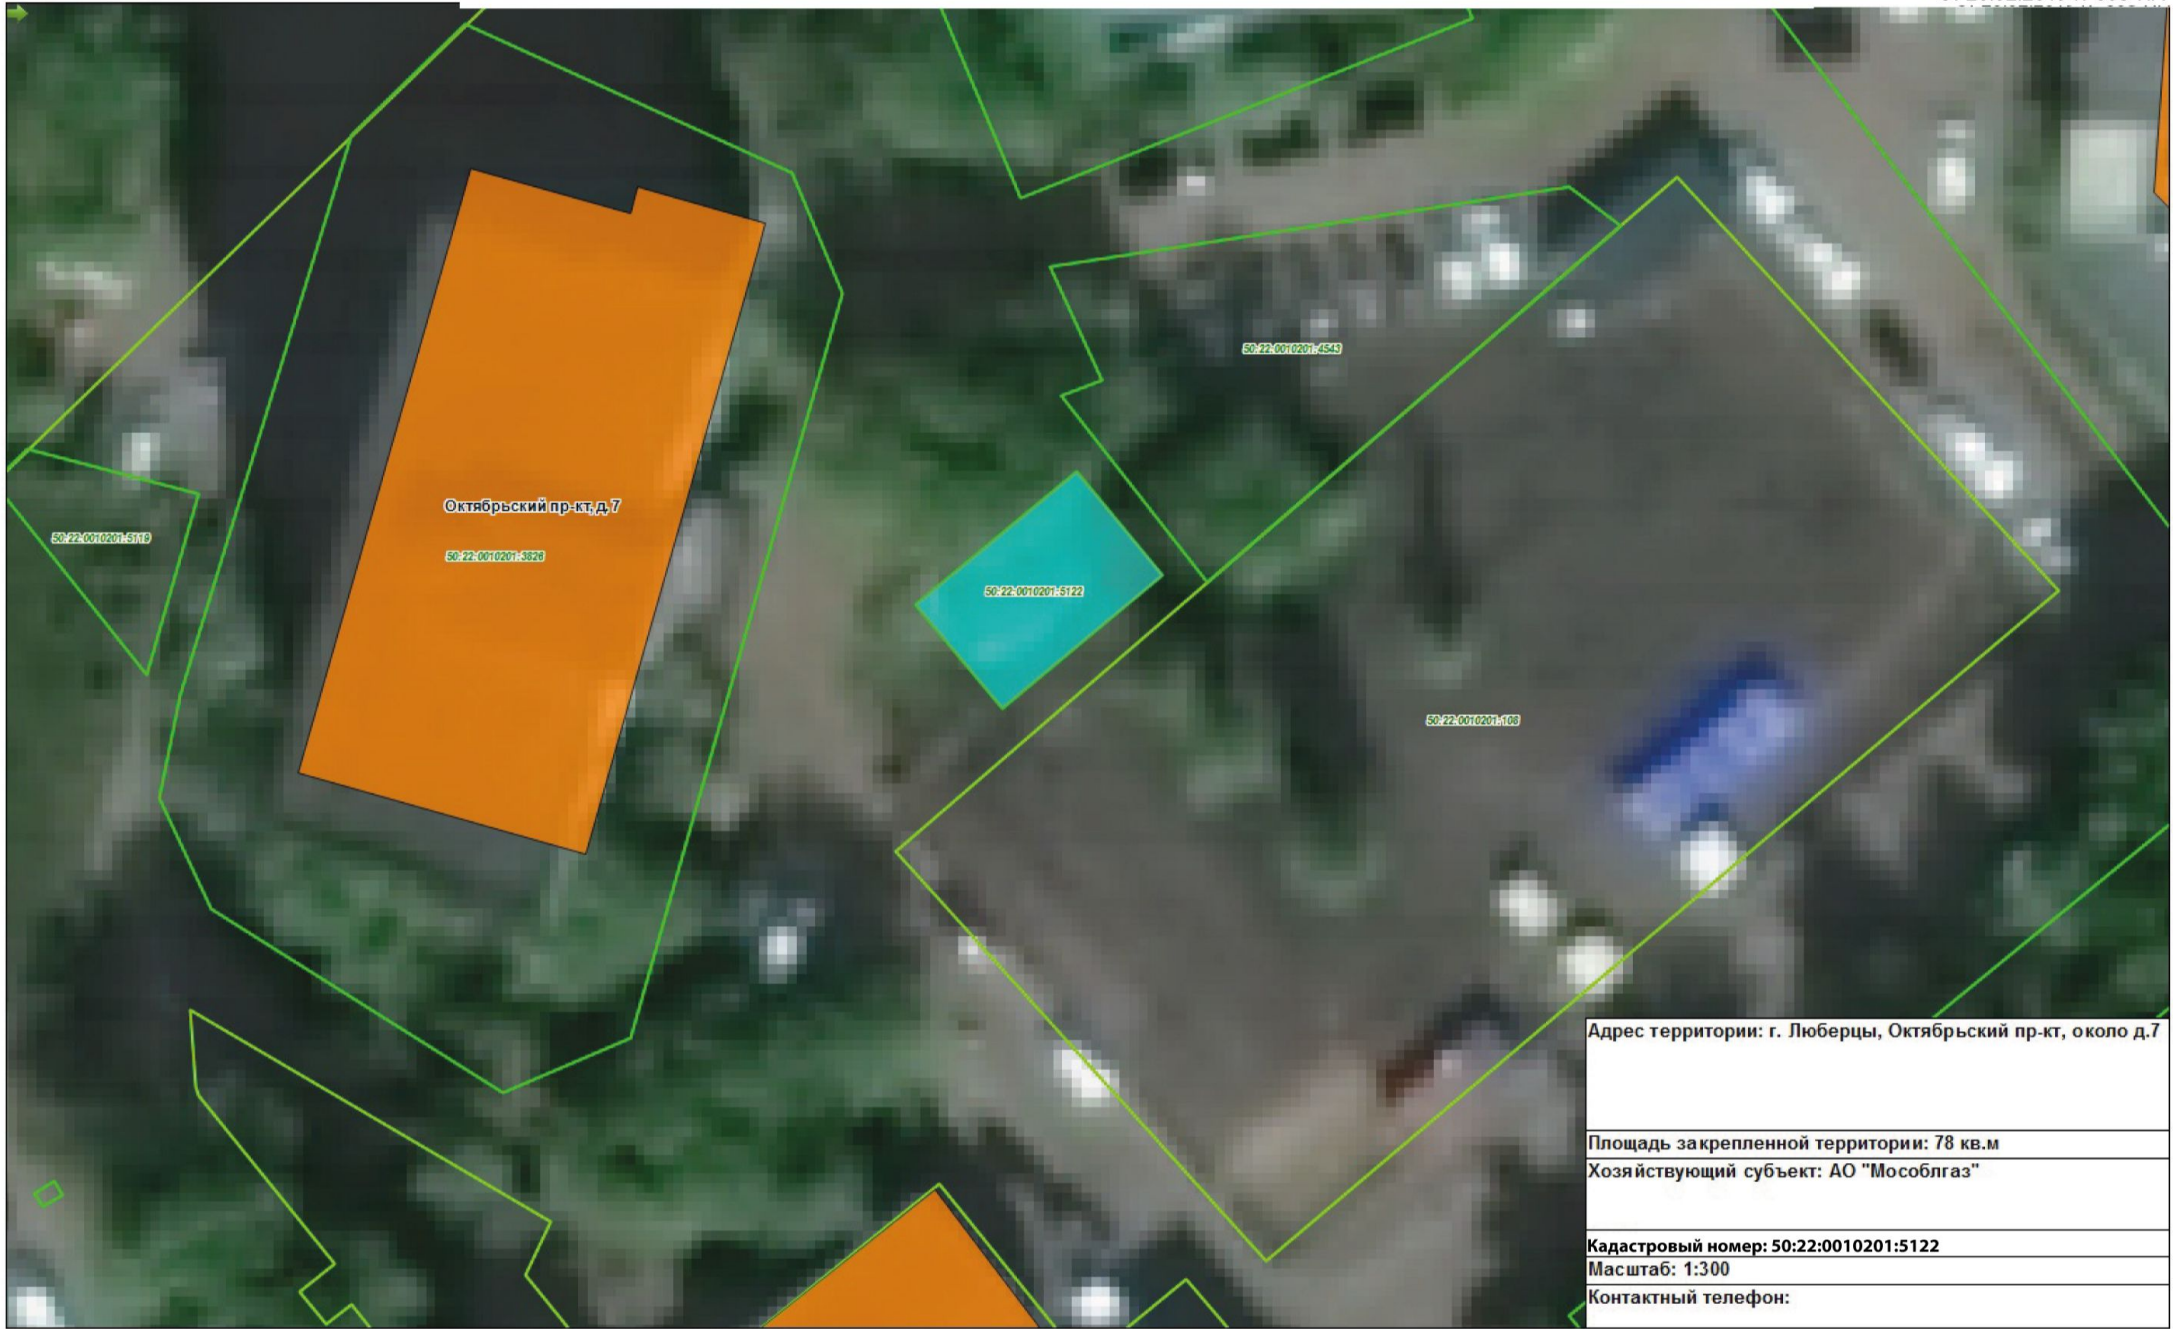 50:22:0010201:4543
Октябрьский пр-кт, д.7
50:22:0010201:5119
50:22:0010201:3826
50:22:0010201:5122
50:22:0010201:108
Адрес территории: г. Люберцы, Октябрьский пр-кт, около д.7
Площадь закрепленной территории: 78 кв.м
Хозяйствующий субъект: АО "Мособлгаз"
Кадастровый номер: 50:22:0010201:5122
Масштаб: 1:300
Контактный телефон: